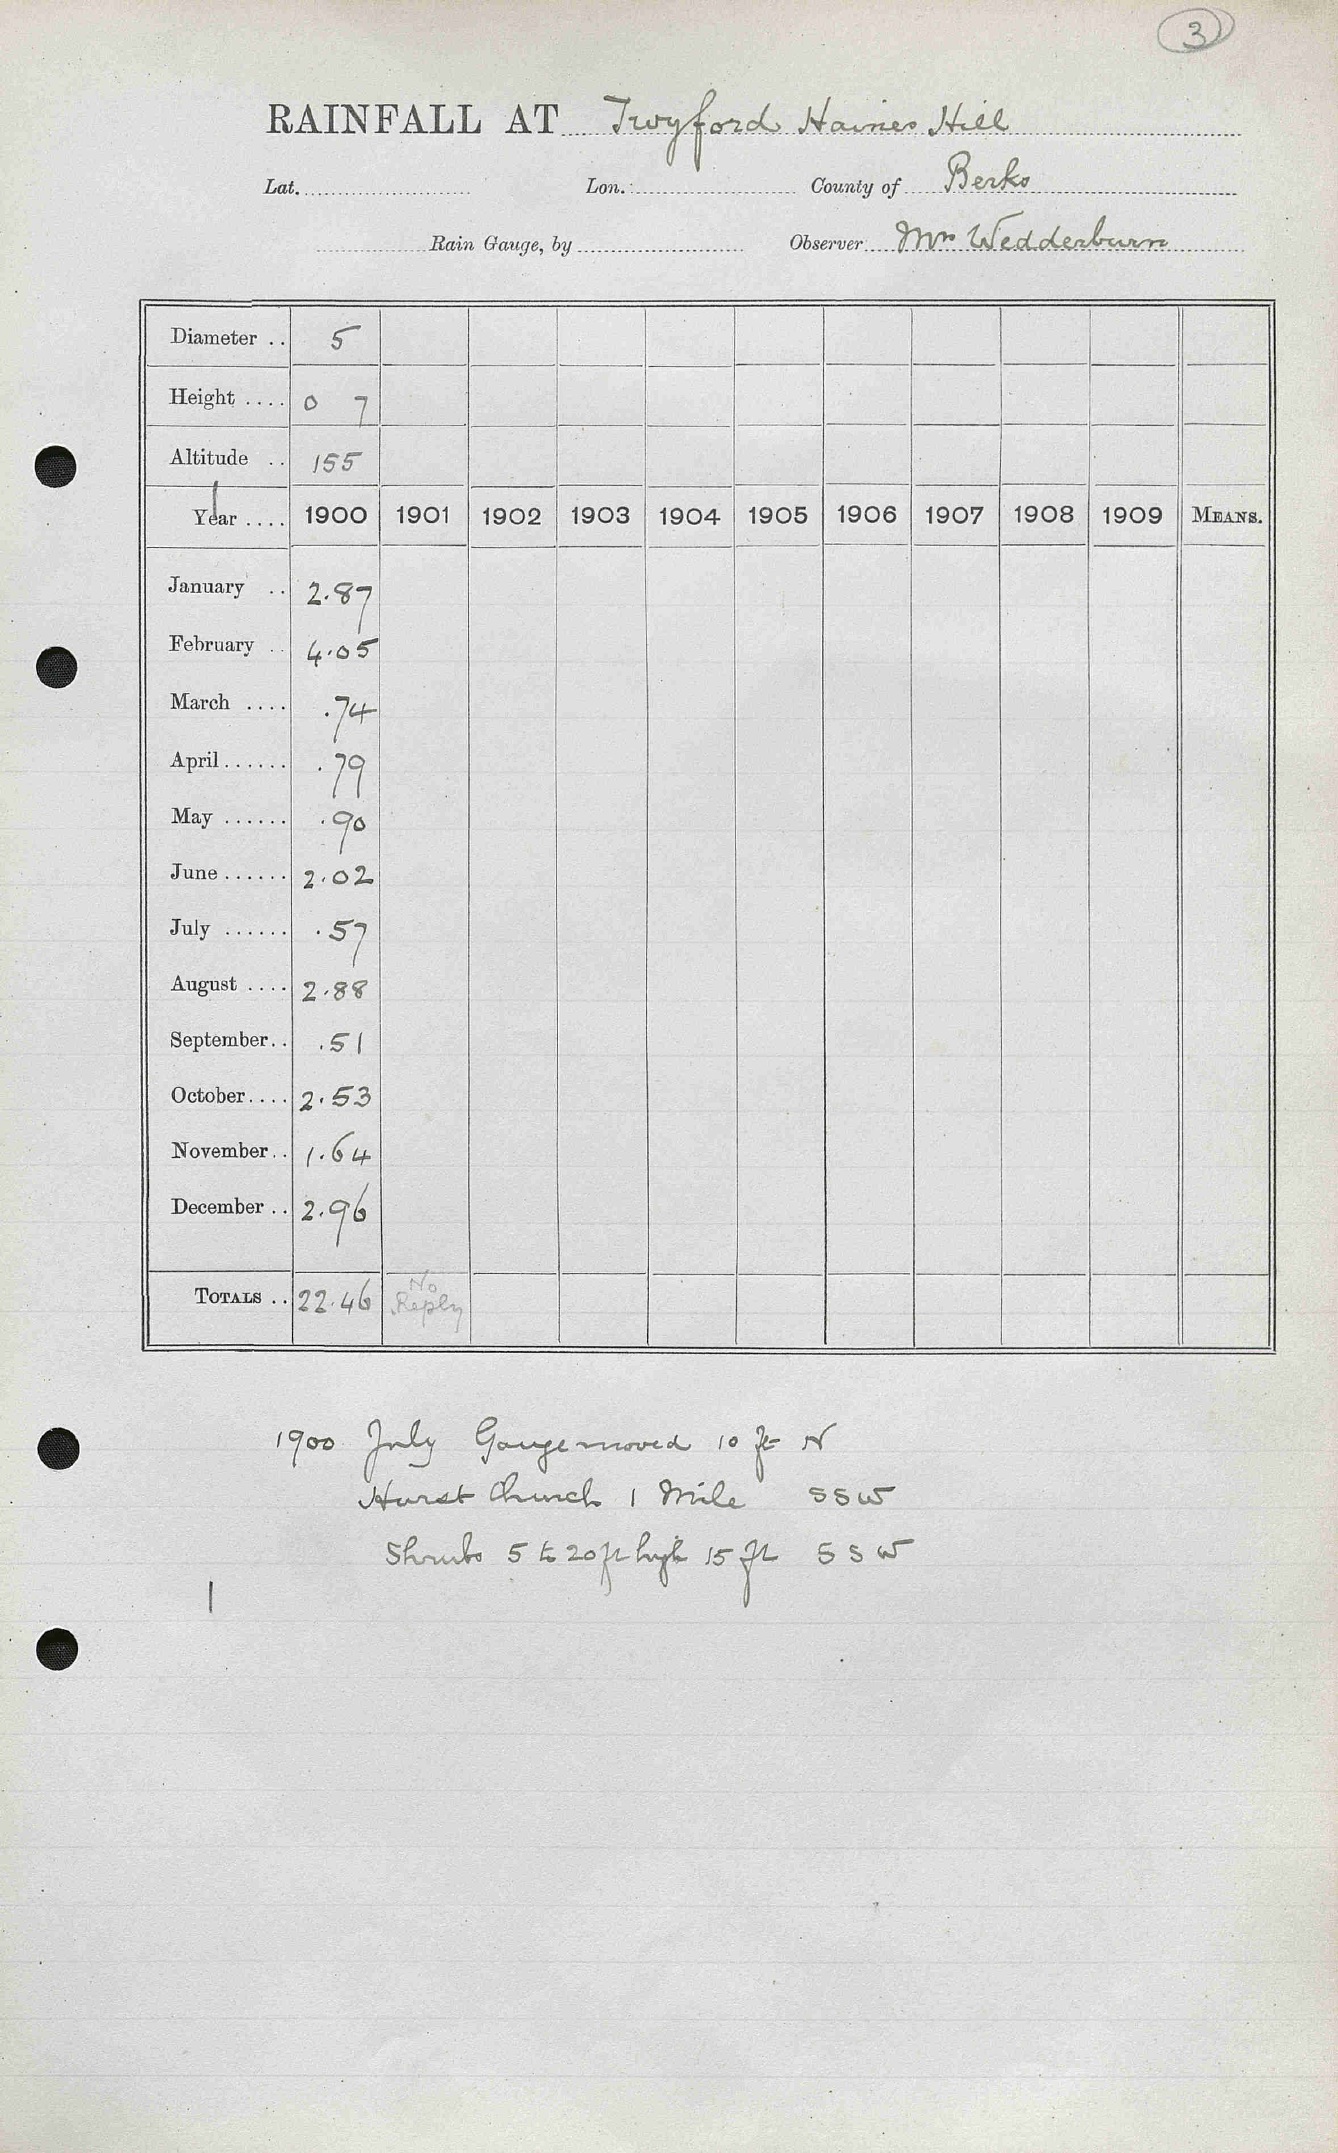 3
RAINFALL AT Twyford Haines Hill
Lat. Lon. County of Berks
Rain Gauge, by Observer Mrs Wedderburn
Diameter .. 5
Height .... 0 7
Altitude .. 155
Year .... 1900 1901 1902 1903 1904 1905 1906 1907 1908 1909 MEANS.
January .. 2.87
February .. 4.05
March .... .74
April ...... .79
May ...... .90
June ...... 2.02
July ...... .57
August .... 2.88
September .. .51
October .... 2.53
November .. 1.64
December .. 2.96
TOTALS .. 22.46 No Reply
1900 July Gauge moved 10 ft N
Hurst Church 1 Mile SSW
Shrubs 5 to 20 ft high 15 ft SSW